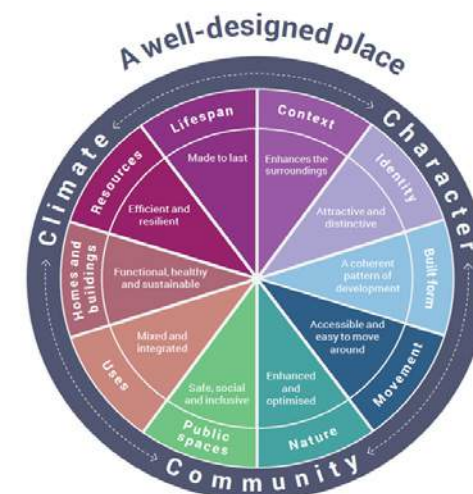 A well-designed place
Climate
Character
Community
Context
Enhances the
surroundings
Identity
Attractive and
distinctive
Built form
A coherent
pattern of
development
Movement
Accessible and
easy to move
around
Nature
Enhanced
and
optimised
Public
spaces
Safe, social
and inclusive
Uses
Mixed and
integrated
Homes and
buildings
Functional, healthy
and sustainable
Resources
Efficient and
resilient
Lifespan
Made to last